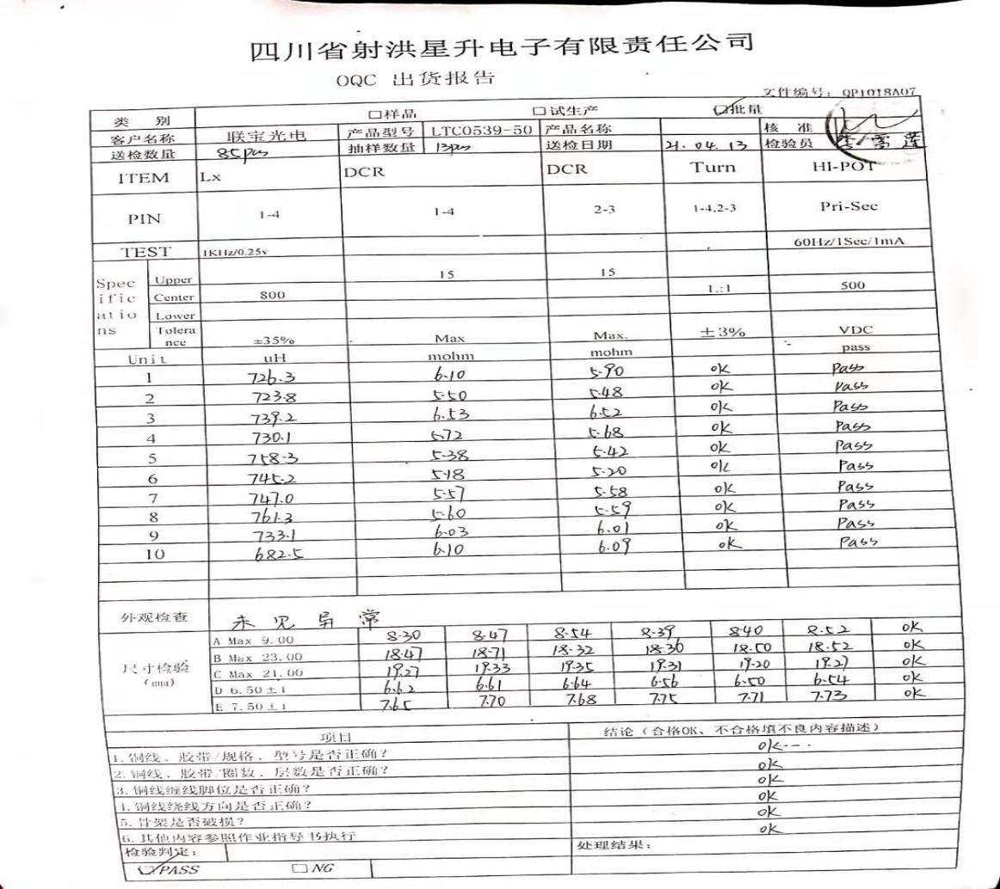 四川省射洪星升电子有限责任公司
OQC 出货报告
文件编号: QP1018A07
类 别 □样品 □试生产 ☑批量
客户名称 联宝光电 产品型号 LTC0539-50 产品名称 核 准
送检数量 85pcs 抽样数量 13pcs 送检日期 21.04.13 检验员 李雪莲
ITEM Lx DCR DCR Turn HI-POT
PIN 1-4 1-4 2-3 1-4,2-3 Pri-Sec
TEST 1KHz/0.25v 60Hz/1Sec/1mA
Specifications
Upper 15 15
Center 800 1.:1 500
Lower
Tolerance ±35% Max Max. ±3% VDC
Unit uH mohm mohm pass
1 726.3 6.10 5.90 ok Pass
2 723.8 5.50 5.48 ok Pass
3 739.2 6.53 6.52 ok Pass
4 730.1 5.72 5.68 ok Pass
5 758.3 5.38 5.42 ok Pass
6 745.2 5.18 5.20 ok Pass
7 747.0 5.57 5.58 ok Pass
8 761.3 5.60 5.59 ok Pass
9 733.1 6.03 6.01 ok Pass
10 682.5 6.10 6.09 ok Pass
外观检查 未见异常
尺寸检验
(mm)
A Max 9.00 8.30 8.47 8.54 8.39 8.40 8.52 ok
B Max 23.00 18.47 18.71 18.32 18.36 18.50 18.52 ok
C Max 21.00 19.27 19.33 19.35 19.31 19.20 19.27 ok
D 6.50±1 6.62 6.61 6.64 6.56 6.50 6.54 ok
E 7.50±1 7.65 7.70 7.68 7.75 7.71 7.73 ok
项目 结论（合格OK、不合格填不良内容描述）
1. 铜线、胶带/规格、型号是否正确? ok
2. 铜线、胶带/圈数、层数是否正确? ok
3. 铜线缠线脚位是否正确? ok
4. 铜线绕线方向是否正确? ok
5. 骨架是否破损? ok
6. 其他内容参照作业指导书执行 ok
检验判定: 处理结果:
☑PASS □NG